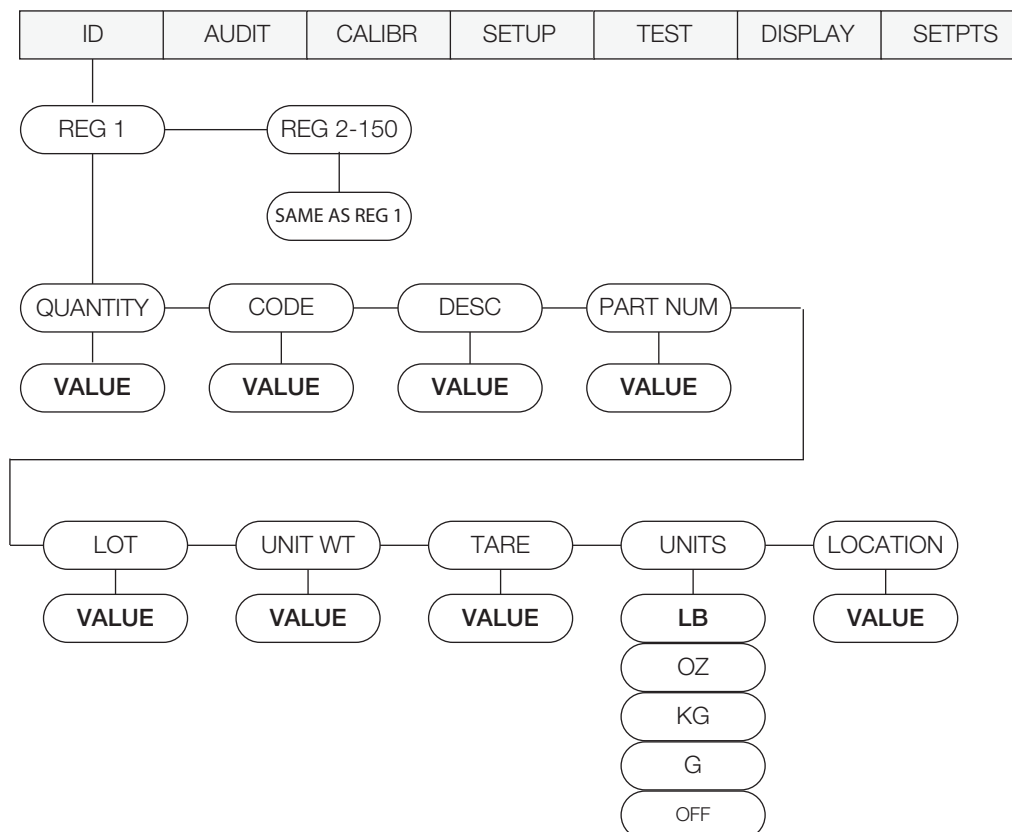 ID AUDIT CALIBR SETUP TEST DISPLAY SETPTS
REG 1 REG 2-150
SAME AS REG 1
QUANTITY CODE DESC PART NUM
VALUE VALUE VALUE VALUE
LOT UNIT WT TARE UNITS LOCATION
VALUE VALUE VALUE LB VALUE
OZ
KG
G
OFF